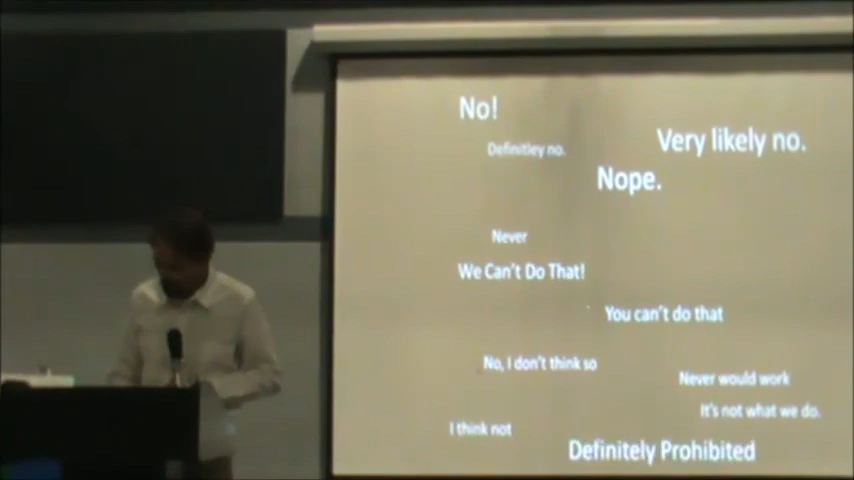 No!
Very likely no.
Definitley no.
Nope.
Never
We Can't Do That!
You can't do that
No, I don't think so
Never would work
It's not what we do.
I think not
Definitely Prohibited